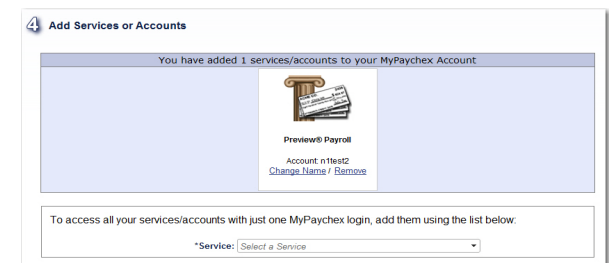 4 Add Services or Accounts
You have added 1 services/accounts to your MyPaychex Account
Preview® Payroll
Account: n1test2
Change Name / Remove
To access all your services/accounts with just one MyPaychex login, add them using the list below:
*Service: Select a Service